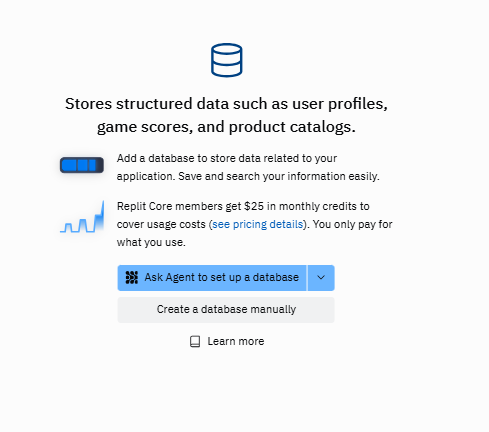 Stores structured data such as user profiles,
game scores, and product catalogs.
Add a database to store data related to your
application. Save and search your information easily.
Replit Core members get $25 in monthly credits to
cover usage costs (see pricing details). You only pay for
what you use.
Ask Agent to set up a database
Create a database manually
Learn more